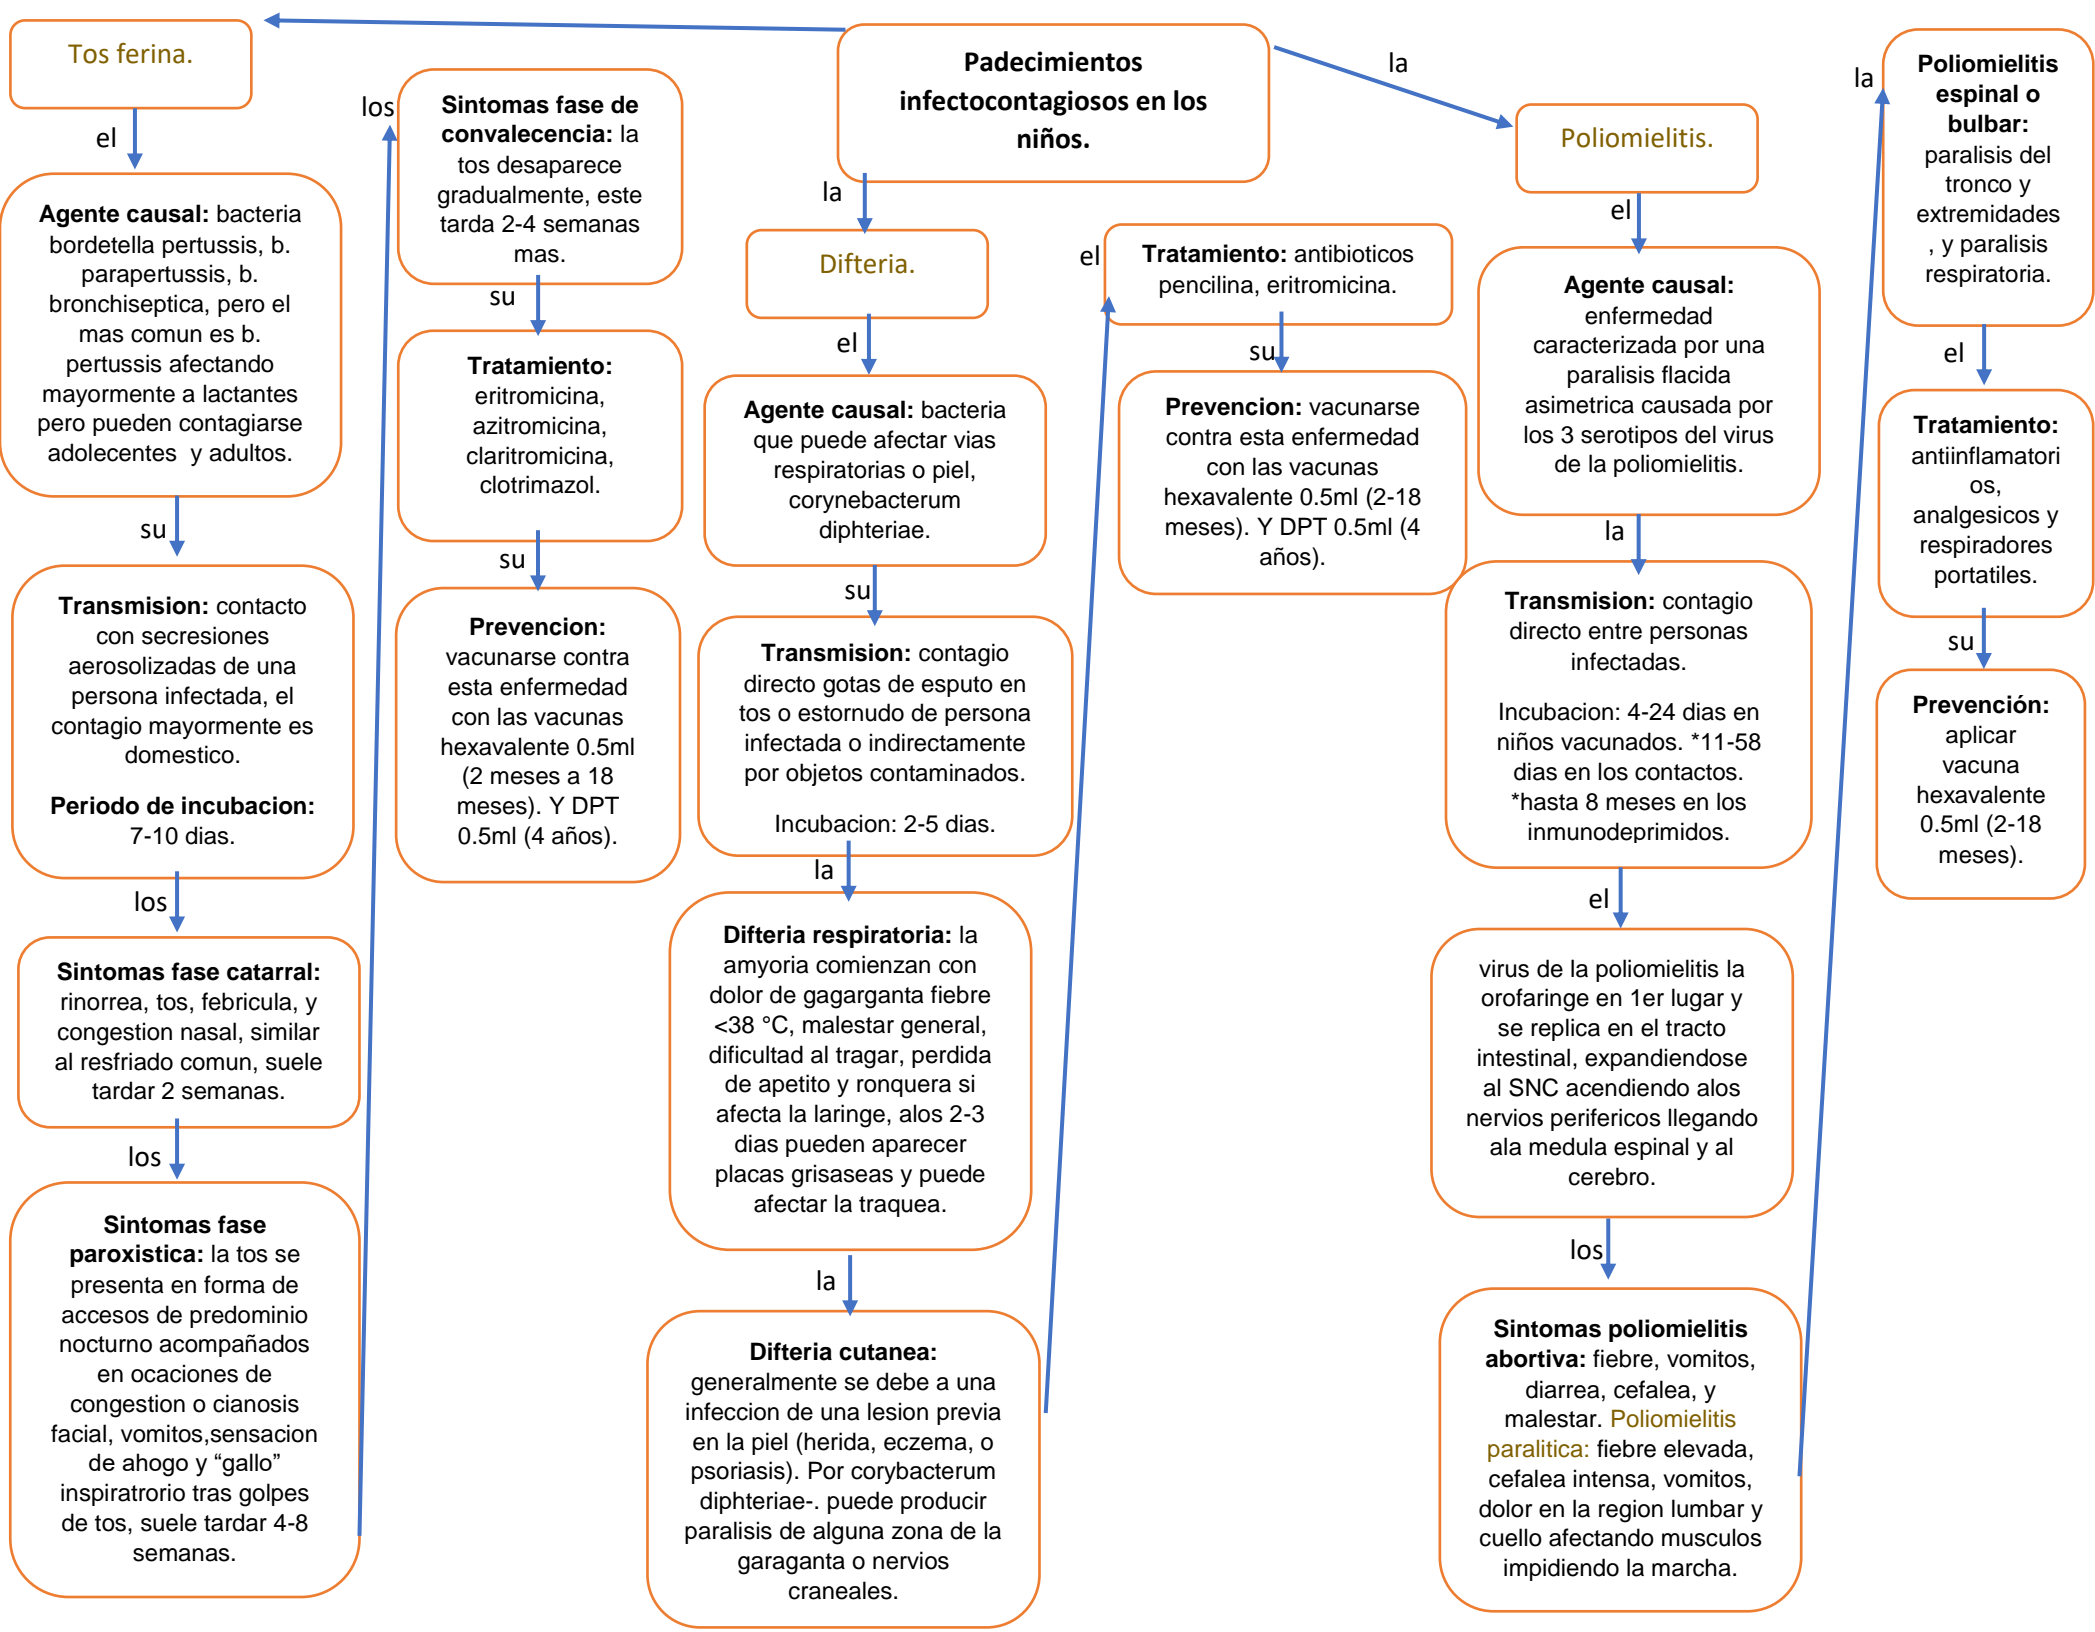 Padecimientos
infectocontagiosos en los
niños.
Tos ferina.
el
Agente causal: bacteria
bordetella pertussis, b.
parapertussis, b.
bronchiseptica, pero el
mas comun es b.
pertussis afectando
mayormente a lactantes
pero pueden contagiarse
adolecentes  y adultos.
su
Transmision: contacto
con secresiones
aerosolizadas de una
persona infectada, el
contagio mayormente es
domestico.
Periodo de incubacion:
7-10 dias.
los
Sintomas fase catarral:
rinorrea, tos, febricula, y
congestion nasal, similar
al resfriado comun, suele
tardar 2 semanas.
los
Sintomas fase
paroxistica: la tos se
presenta en forma de
accesos de predominio
nocturno acompañados
en ocaciones de
congestion o cianosis
facial, vomitos,sensacion
de ahogo y “gallo”
inspiratrorio tras golpes
de tos, suele tardar 4-8
semanas.
los
Sintomas fase de
convalecencia: la
tos desaparece
gradualmente, este
tarda 2-4 semanas
mas.
su
Tratamiento:
eritromicina,
azitromicina,
claritromicina,
clotrimazol.
su
Prevencion:
vacunarse contra
esta enfermedad
con las vacunas
hexavalente 0.5ml
(2 meses a 18
meses). Y DPT
0.5ml (4 años).
la
Difteria.
el
Agente causal: bacteria
que puede afectar vias
respiratorias o piel,
corynebacterum
diphteriae.
su
Transmision: contagio
directo gotas de esputo en
tos o estornudo de persona
infectada o indirectamente
por objetos contaminados.
Incubacion: 2-5 dias.
la
Difteria respiratoria: la
amyoria comienzan con
dolor de gagarganta fiebre
<38 °C, malestar general,
dificultad al tragar, perdida
de apetito y ronquera si
afecta la laringe, alos 2-3
dias pueden aparecer
placas grisaseas y puede
afectar la traquea.
la
Difteria cutanea:
generalmente se debe a una
infeccion de una lesion previa
en la piel (herida, eczema, o
psoriasis). Por corybacterum
diphteriae-. puede producir
paralisis de alguna zona de la
garaganta o nervios
craneales.
el
Tratamiento: antibioticos
pencilina, eritromicina.
su
Prevencion: vacunarse
contra esta enfermedad
con las vacunas
hexavalente 0.5ml (2-18
meses). Y DPT 0.5ml (4
años).
la
Poliomielitis.
el
Agente causal:
enfermedad
caracterizada por una
paralisis flacida
asimetrica causada por
los 3 serotipos del virus
de la poliomielitis.
la
Transmision: contagio
directo entre personas
infectadas.
Incubacion: 4-24 dias en
niños vacunados. *11-58
dias en los contactos.
*hasta 8 meses en los
inmunodeprimidos.
el
virus de la poliomielitis la
orofaringe en 1er lugar y
se replica en el tracto
intestinal, expandiendose
al SNC acendiendo alos
nervios perifericos llegando
ala medula espinal y al
cerebro.
los
Sintomas poliomielitis
abortiva: fiebre, vomitos,
diarrea, cefalea, y
malestar. Poliomielitis
paralitica: fiebre elevada,
cefalea intensa, vomitos,
dolor en la region lumbar y
cuello afectando musculos
impidiendo la marcha.
la
Poliomielitis
espinal o
bulbar:
paralisis del
tronco y
extremidades
, y paralisis
respiratoria.
el
Tratamiento:
antiinflamatori
os,
analgesicos y
respiradores
portatiles.
su
Prevención:
aplicar
vacuna
hexavalente
0.5ml (2-18
meses).